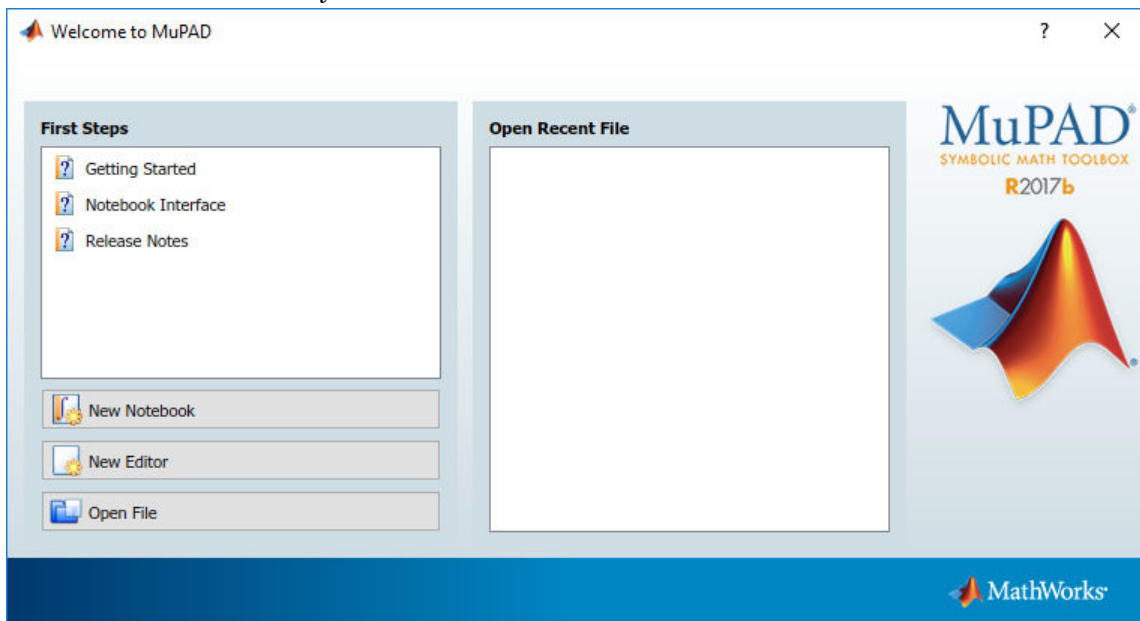 Welcome to MuPAD
?
First Steps
Getting Started
Notebook Interface
Release Notes
New Notebook
New Editor
Open File
Open Recent File
MuPAD®
SYMBOLIC MATH TOOLBOX
R2017b
®
MathWorks®